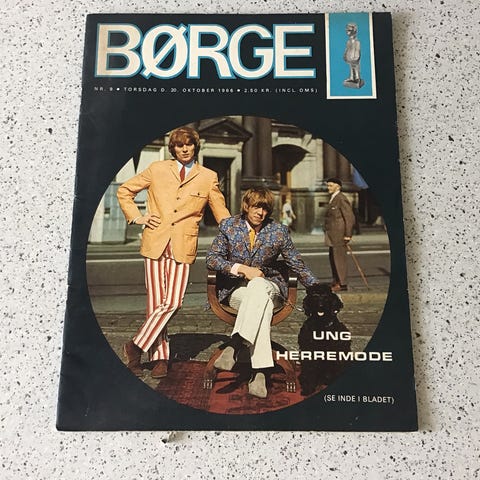 BØRGE
NR. 9 • TORSDAG D. 20. OKTOBER 1966 • 2.50 KR. (INCL. OMS)
UNG
HERREMODE
(SE INDE I BLADET)